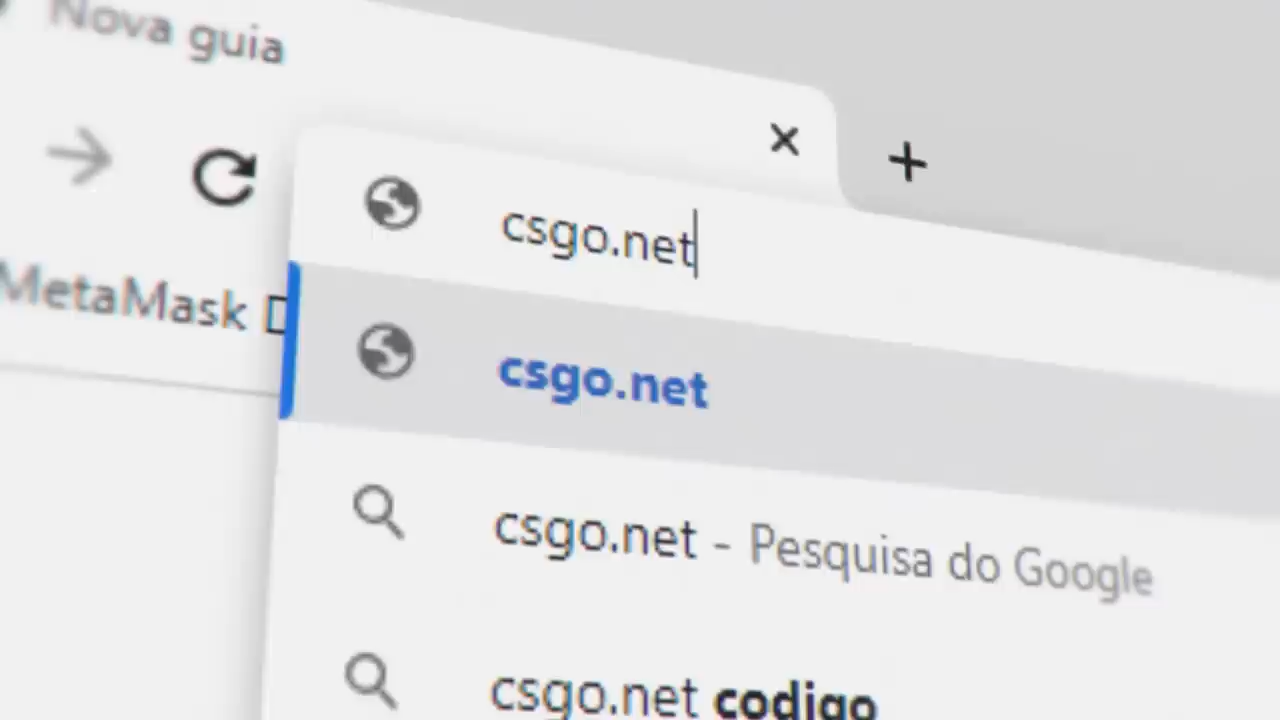 Nova guia
csgo.net
MetaMask
csgo.net
csgo.net - Pesquisa do Google
csgo.net codigo